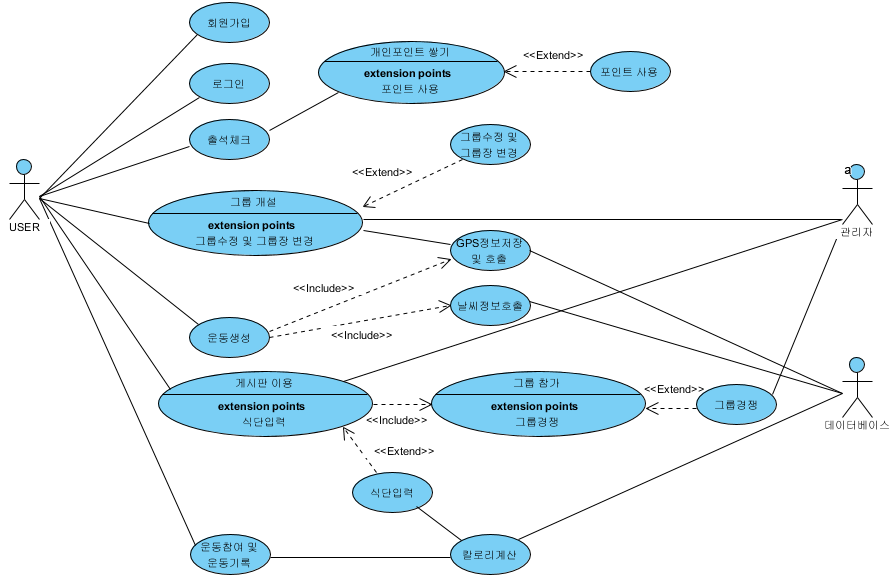 회원가입
로그인
출석체크
개인포인트 쌓기
extension points
포인트 사용
<<Extend>>
포인트 사용
그룹수정 및
그룹장 변경
<<Extend>>
USER
그룹 개설
extension points
그룹수정 및 그룹장 변경
a
관리자
GPS정보저장
및 호출
<<Include>>
날씨정보호출
<<Include>>
운동생성
게시판 이용
extension points
식단입력
<<Include>>
그룹 참가
extension points
그룹경쟁
<<Extend>>
그룹경쟁
데이터베이스
<<Extend>>
식단입력
운동참여 및
운동기록
칼로리계산